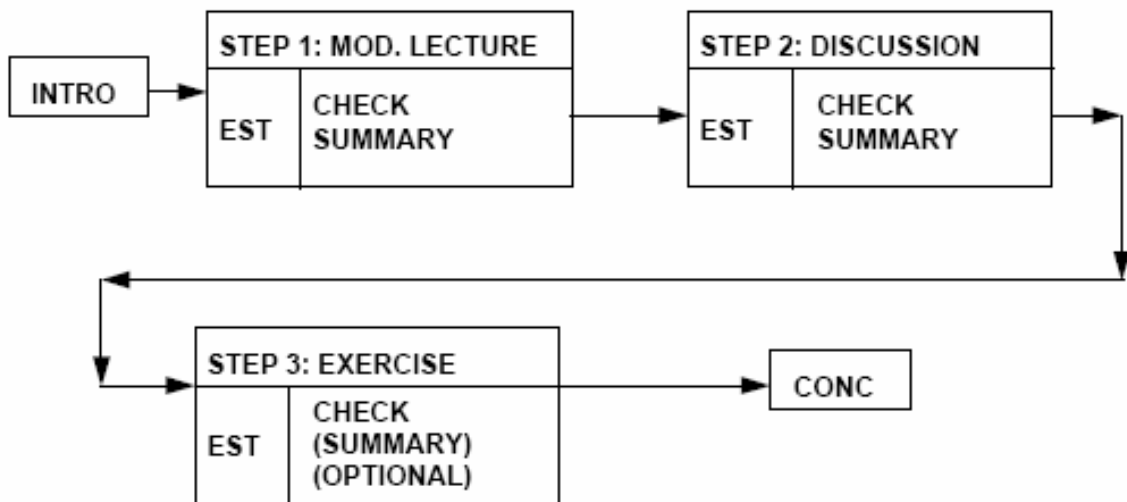 INTRO
STEP 1: MOD. LECTURE
EST
CHECK
SUMMARY
STEP 2: DISCUSSION
EST
CHECK
SUMMARY
STEP 3: EXERCISE
EST
CHECK
(SUMMARY)
(OPTIONAL)
CONC